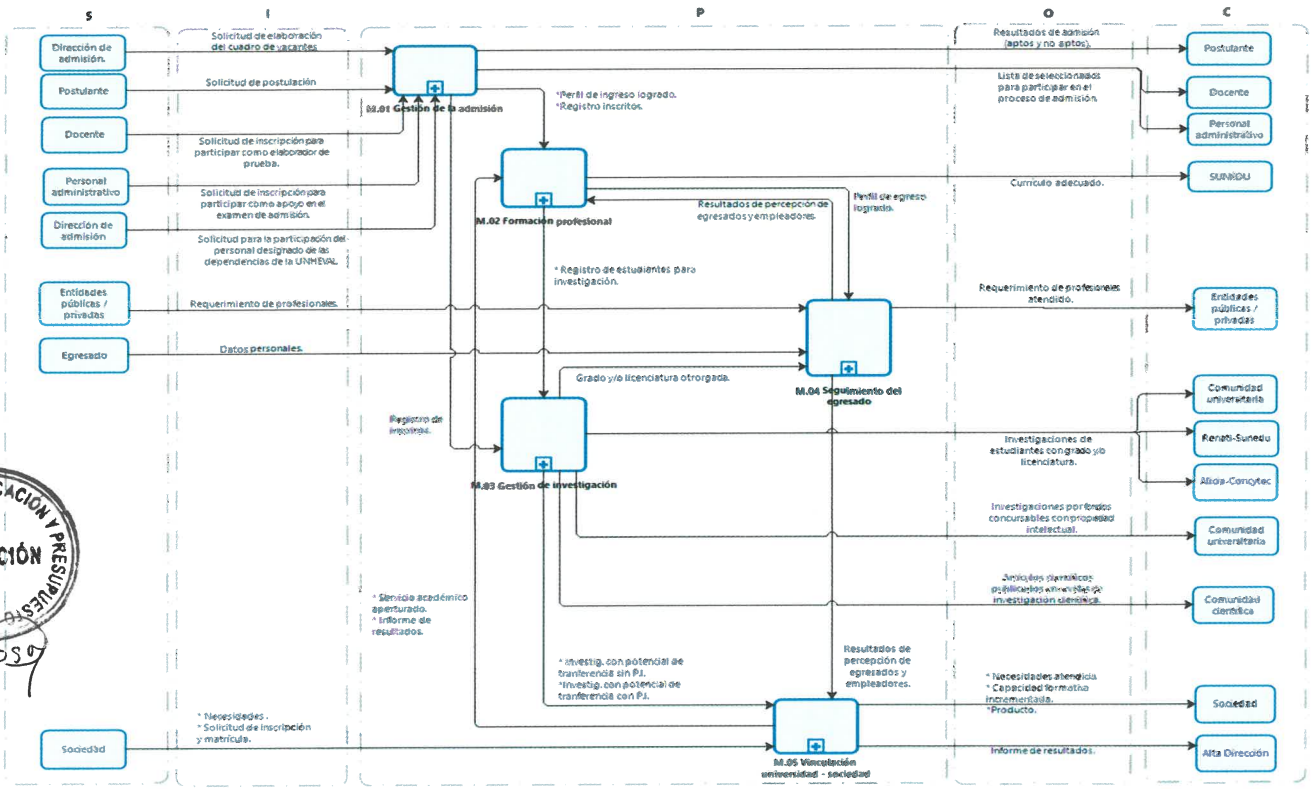 S
I
P
O
C
Dirección de
admisión.
Postulante
Docente
Personal
administrativo
Dirección de
admisión
Entidades
públicas /
privadas
Egresado
Sociedad
Solicitud de elaboración
del cuadro de vacantes
Solicitud de postulación
Solicitud de inscripción para
participar como elaborador de
prueba.
Solicitud de inscripción para
participar como apoyo en el
examen de admisión.
Solicitud para la participación del
personal designado de las
dependencias de la UNHEVAL
Requerimiento de profesionales.
Datos personales.
* Necesidades .
* Solicitud de inscripción
y matrícula.
M.01 Gestión de la admisión
*Perfil de ingreso logrado.
*Registro inscritos.
M.02 Formación profesional
Resultados de percepción de
egresados y empleadores.
Perfil de egreso
logrado.
* Registro de estudiantes para
investigación.
M.04 Seguimiento del
egresado
Grado y/o licenciatura otrorgada.
Registro de
M.03 Gestión de investigación
* Servicio académico
aperturado.
* Informe de
resultados.
* Investig. con potencial de
tranferencia sin P.I.
*Investig. con potencial de
tranferencia con P.I.
Resultados de
percepción de
egresados y
empleadores.
M.05 Vinculación
universidad - sociedad
Resultados de admisión
(aptos y no aptos).
Lista de seleccionados
para participar en el
proceso de admisión.
Currículo adecuado.
Requerimiento de profesionales
atendido.
Investigaciones de
estudiantes con grado y/o
licenciatura.
Investigaciones por fondos
concursables con propiedad
intelectual.
Artículos científicos
publicados en
investigación científica.
* Necesidades atendida
* Capacidad formativa
incrementada.
*Producto.
Informe de resultados.
Postulante
Docente
Personal
administrativo
SUNEDU
Entidades
públicas /
privadas
Comunidad
universitaria
Renati-Sunedu
Alicia-Concytec
Comunidad
universitaria
Comunidad
científica
Sociedad
Alta Dirección
CACIÓN Y PRESUPUESTO
CIÓN